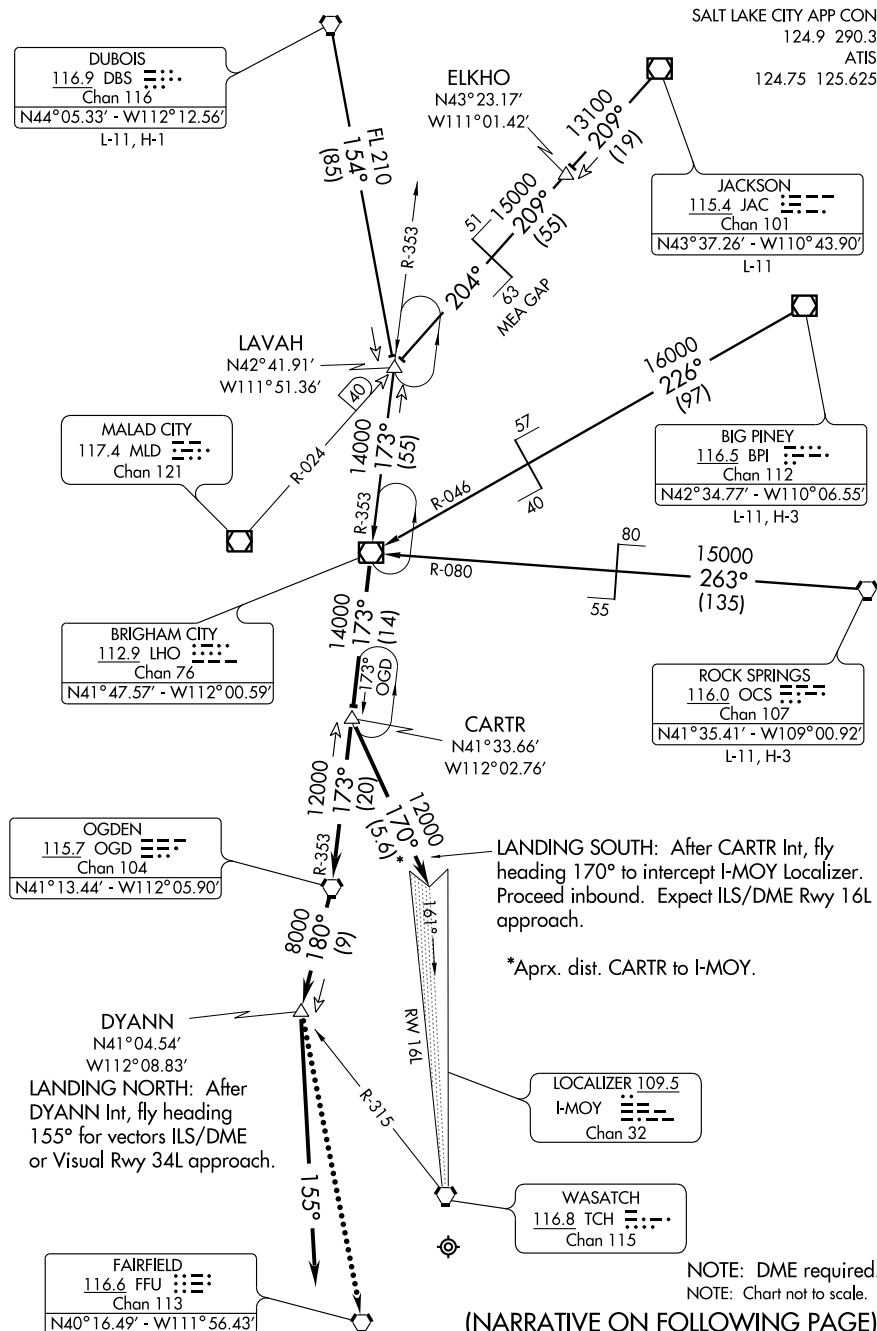 SALT LAKE CITY APP CON
124.9 290.3
ATIS
124.75 125.625
DUBOIS
116.9 DBS
Chan 116
N44°05.33' - W112°12.56'
L-11, H-1
FL 210
154°
(85)
ELKHO
N43°23.17'
W111°01.42'
13100
209°
(19)
JACKSON
115.4 JAC
Chan 101
N43°37.26' - W110°43.90'
L-11
15000
209°
(55)
51
63
MEA GAP
204°
R-353
LAVAH
N42°41.91'
W111°51.36'
40
R-024
MALAD CITY
117.4 MLD
Chan 121
14000
173°
(55)
R-353
16000
226°
(97)
57
40
R-046
BIG PINEY
116.5 BPI
Chan 112
N42°34.77' - W110°06.55'
L-11, H-3
80
55
R-080
15000
263°
(135)
BRIGHAM CITY
112.9 LHO
Chan 76
N41°47.57' - W112°00.59'
14000
173°
(14)
173°
OGD
ROCK SPRINGS
116.0 OCS
Chan 107
N41°35.41' - W109°00.92'
L-11, H-3
CARTR
N41°33.66'
W112°02.76'
12000
173°
(20)
R-353
12000
170°
(5.6)*
OGDEN
115.7 OGD
Chan 104
N41°13.44' - W112°05.90'
LANDING SOUTH: After CARTR Int, fly
heading 170° to intercept I-MOY Localizer.
Proceed inbound. Expect ILS/DME Rwy 16L
approach.
*Aprx. dist. CARTR to I-MOY.
161°
RW 16L
8000
180°
(9)
DYANN
N41°04.54'
W112°08.83'
LANDING NORTH: After
DYANN Int, fly heading
155° for vectors ILS/DME
or Visual Rwy 34L approach.
R-315
155°
LOCALIZER 109.5
I-MOY
Chan 32
WASATCH
116.8 TCH
Chan 115
FAIRFIELD
116.6 FFU
Chan 113
N40°16.49' - W111°56.43'
NOTE: DME required.
NOTE: Chart not to scale.
(NARRATIVE ON FOLLOWING PAGE)